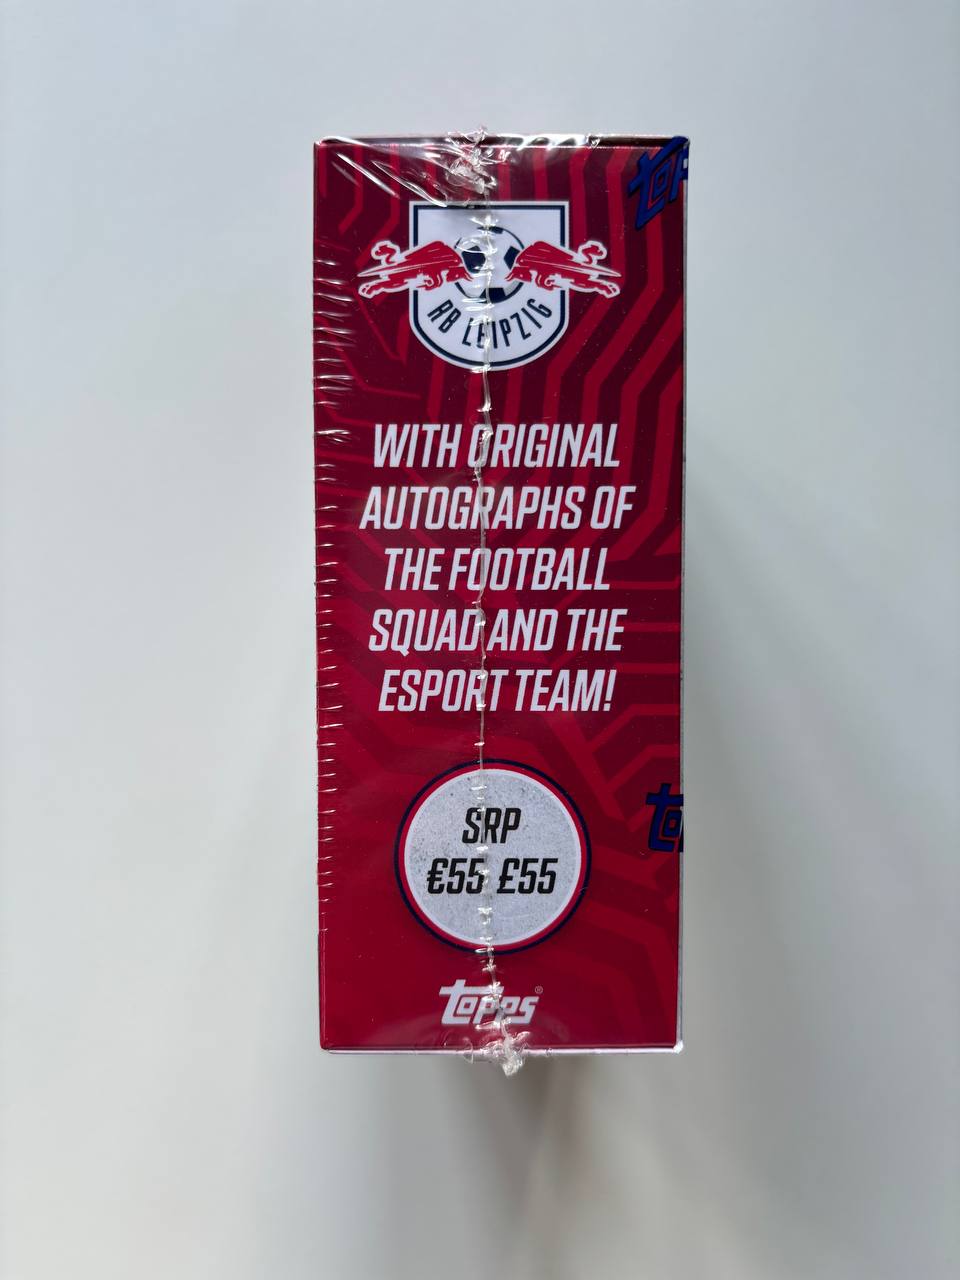 RB LEIPZIG
WITH ORIGINAL
AUTOGRAPHS OF
THE FOOTBALL
SQUAD AND THE
ESPORT TEAM!
SRP
€55 £55
topps®